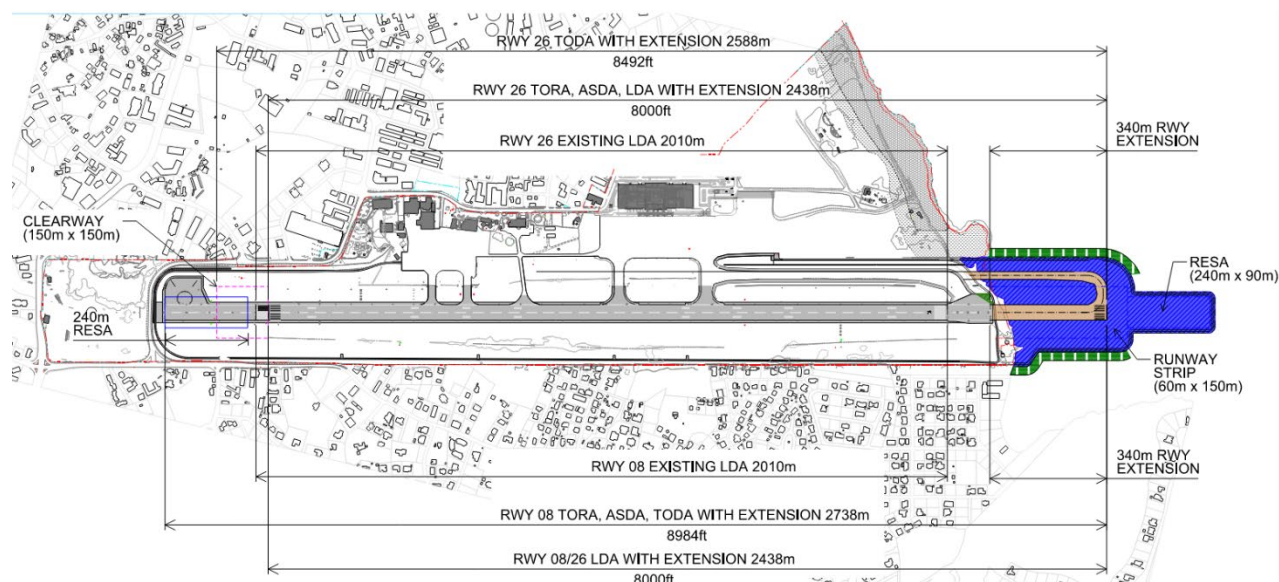 RWY 26 TODA WITH EXTENSION 2588m
8492ft
RWY 26 TORA, ASDA, LDA WITH EXTENSION 2438m
8000ft
RWY 26 EXISTING LDA 2010m
340m RWY
EXTENSION
CLEARWAY
(150m x 150m)
RESA
(240m x 90m)
240m
RESA
RUNWAY
STRIP
(60m x 150m)
RWY 08 EXISTING LDA 2010m
340m RWY
EXTENSION
RWY 08 TORA, ASDA, TODA WITH EXTENSION 2738m
8984ft
RWY 08/26 LDA WITH EXTENSION 2438m
8000ft